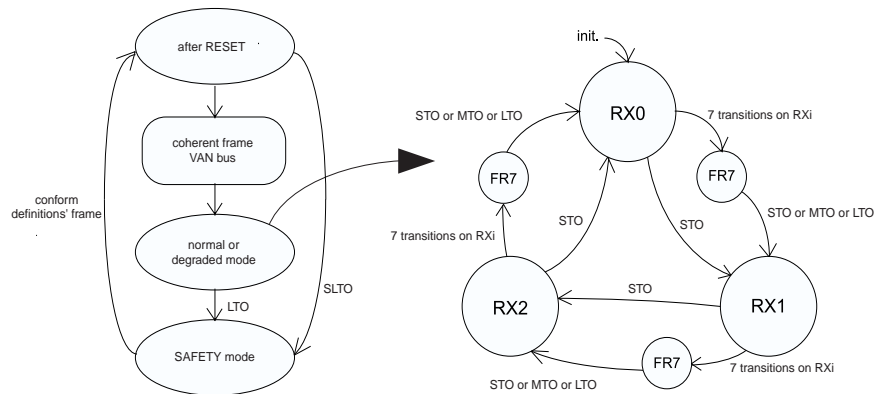 after RESET
coherent frame
VAN bus
conform
definitions' frame
normal or
degraded mode
SLTO
LTO
SAFETY mode
init.
RX0
STO or MTO or LTO
7 transitions on RXi
FR7
FR7
STO
STO
STO or MTO or LTO
7 transitions on RXi
STO
RX2
RX1
FR7
7 transitions on RXi
STO or MTO or LTO